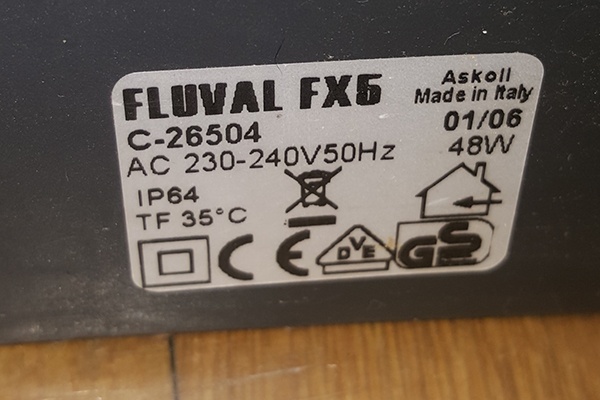 FLUVAL FX5
Askoll
Made in Italy
C-26504
01/06
AC 230-240V50Hz
48W
IP64
TF 35°C
CE
DVE
GS